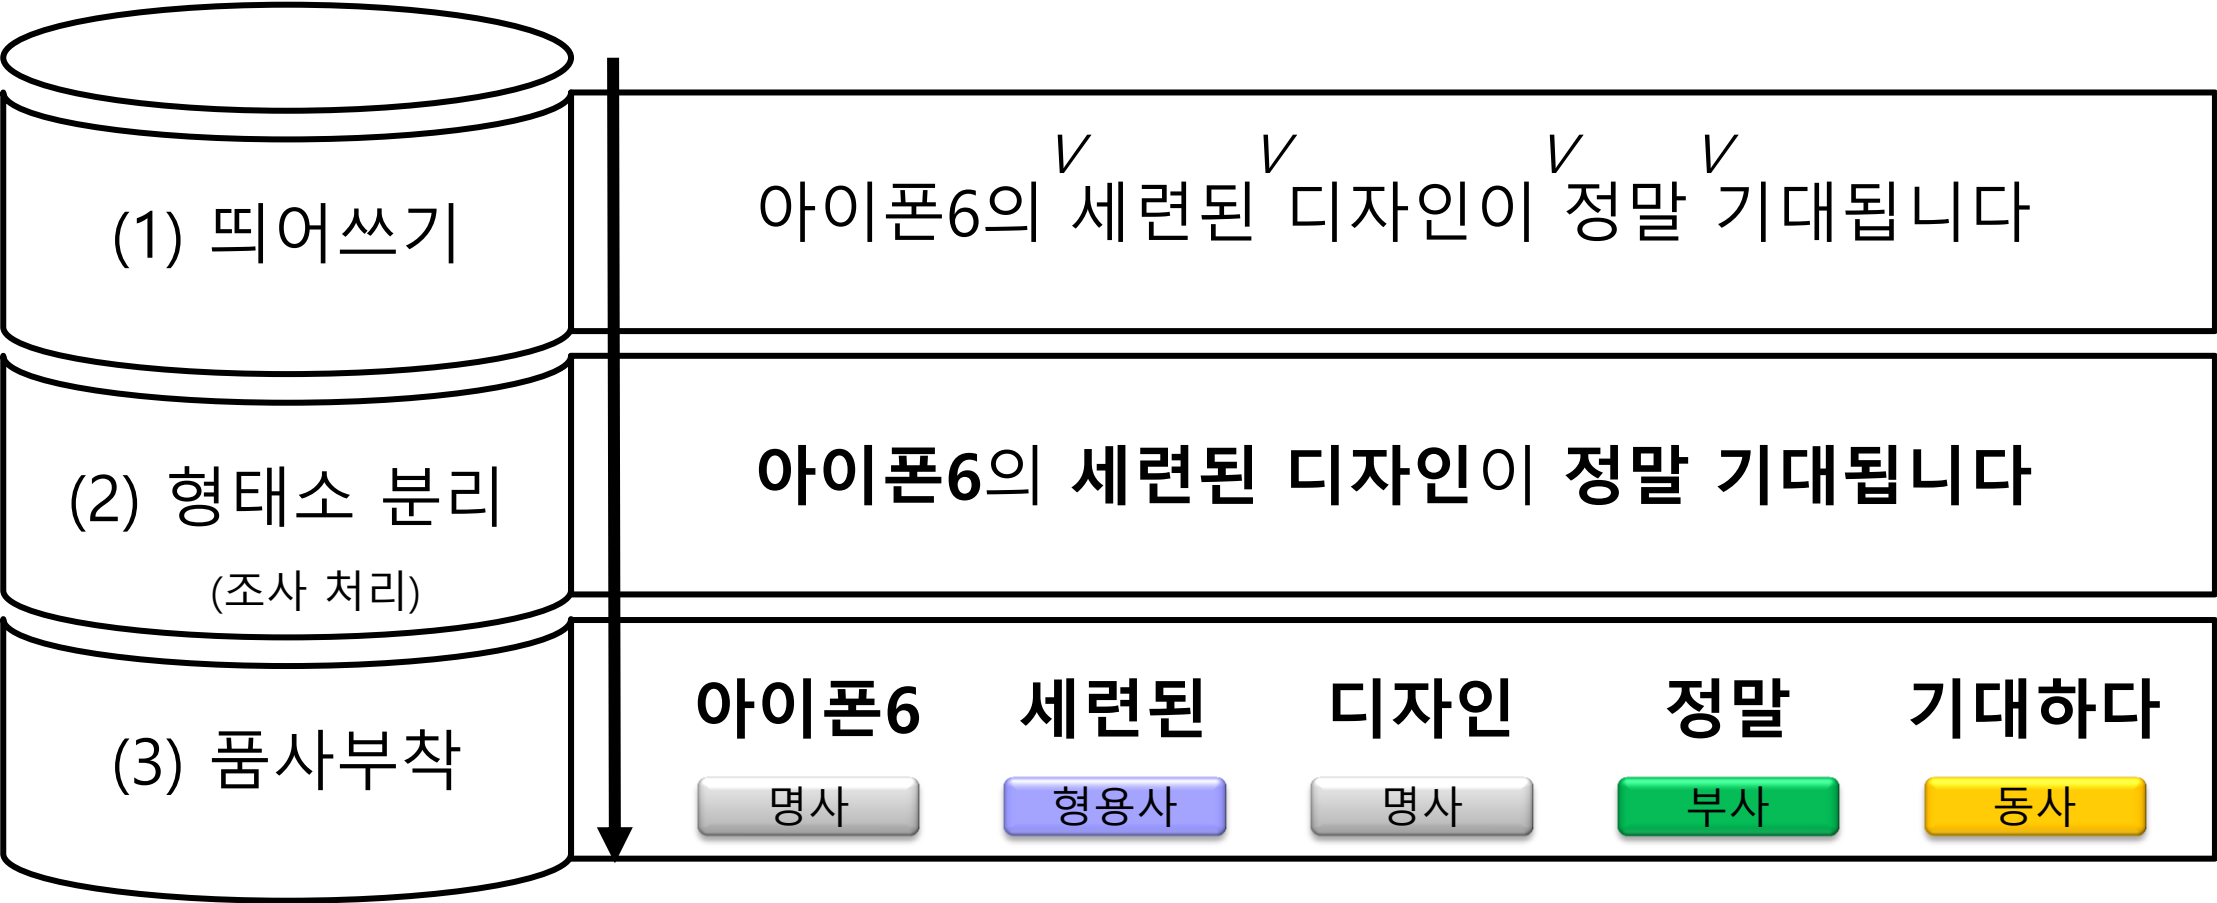 (1) 띄어쓰기
V V V V
아이폰6의 세련된 디자인이 정말 기대됩니다
(2) 형태소 분리
(조사 처리)
아이폰6의 세련된 디자인이 정말 기대됩니다
(3) 품사부착
아이폰6 세련된 디자인 정말 기대하다
명사 형용사 명사 부사 동사